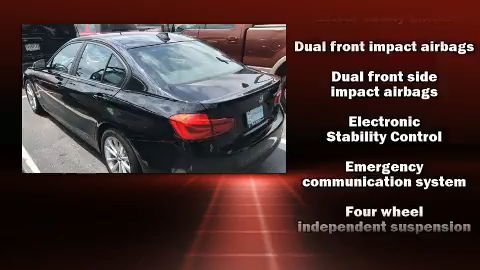 Dual front impact airbags
Dual front side
impact airbags
Electronic
Stability Control
Emergency
communication system
Four wheel
independent suspension